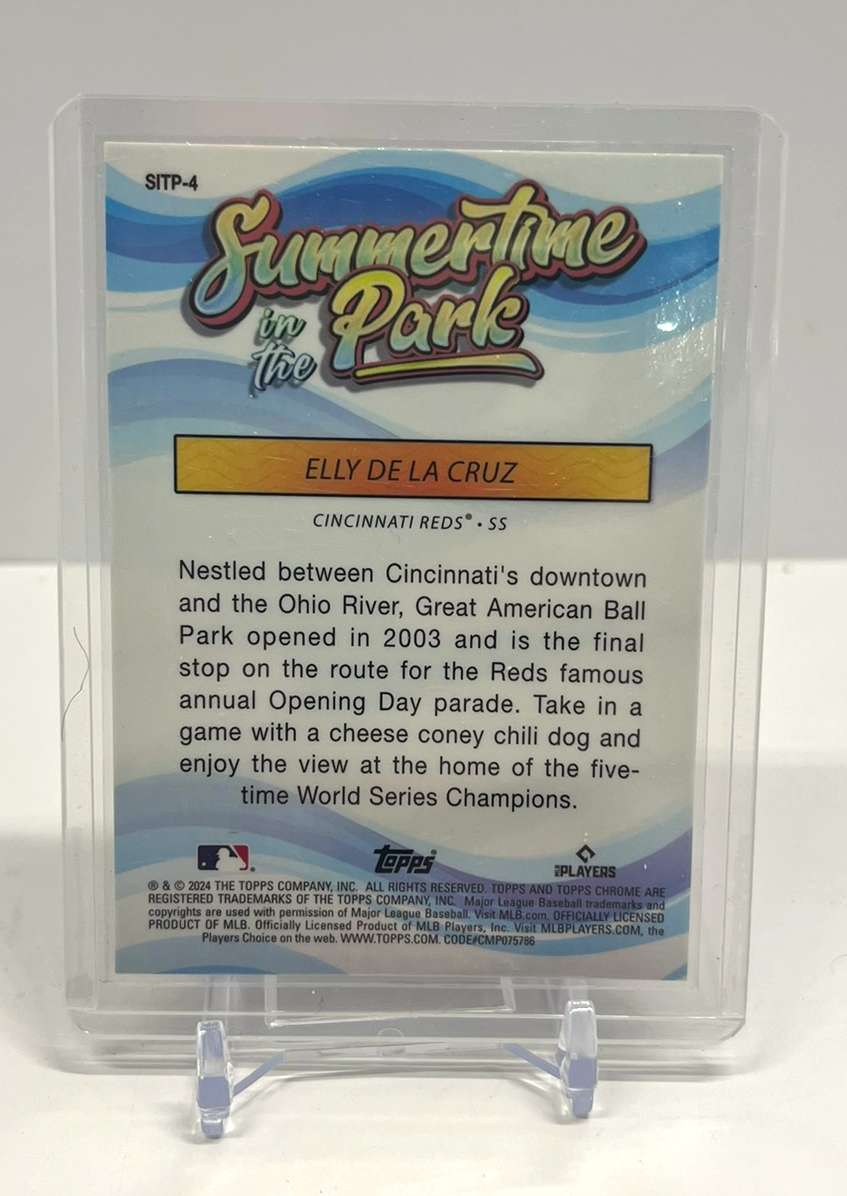 SITP-4
Summertime
in the Park
ELLY DE LA CRUZ
CINCINNATI REDS® • SS
Nestled between Cincinnati's downtown
and the Ohio River, Great American Ball
Park opened in 2003 and is the final
stop on the route for the Reds famous
annual Opening Day parade. Take in a
game with a cheese coney chili dog and
enjoy the view at the home of the five-
time World Series Champions.
Topps® PLAYERS
® & © 2024 THE TOPPS COMPANY, INC. ALL RIGHTS RESERVED. TOPPS AND TOPPS CHROME ARE
REGISTERED TRADEMARKS OF THE TOPPS COMPANY, INC. Major League Baseball trademarks and
copyrights are used with permission of Major League Baseball. Visit MLB.com. OFFICIALLY LICENSED
PRODUCT OF MLB. Officially Licensed Product of MLB Players, Inc. Visit MLBPLAYERS.COM, the
Players Choice on the web. WWW.TOPPS.COM. CODE#CMP075786